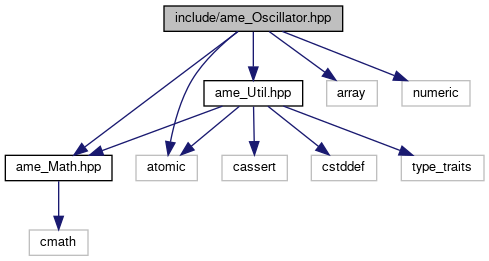 include/ame_Oscillator.hpp
ame_Util.hpp
array
numeric
ame_Math.hpp
atomic
cassert
cstddef
type_traits
cmath